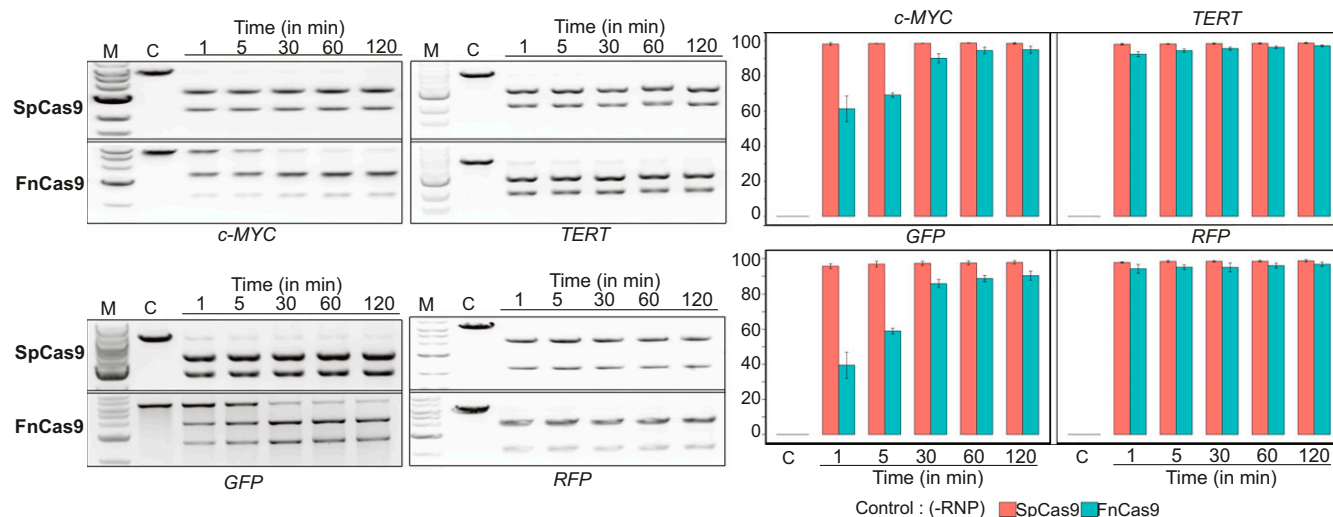 Time (in min)
M C 1 5 30 60 120
SpCas9
FnCas9
c-MYC
Time (in min)
M C 1 5 30 60 120
TERT
Time (in min)
M C 1 5 30 60 120
SpCas9
FnCas9
GFP
Time (in min)
M C 1 5 30 60 120
RFP
c-MYC TERT
100
80
60
40
20
0
GFP RFP
100
80
60
40
20
0
C 1 5 30 60 120 C 1 5 30 60 120
Time (in min) Time (in min)
Control : (-RNP) SpCas9 FnCas9